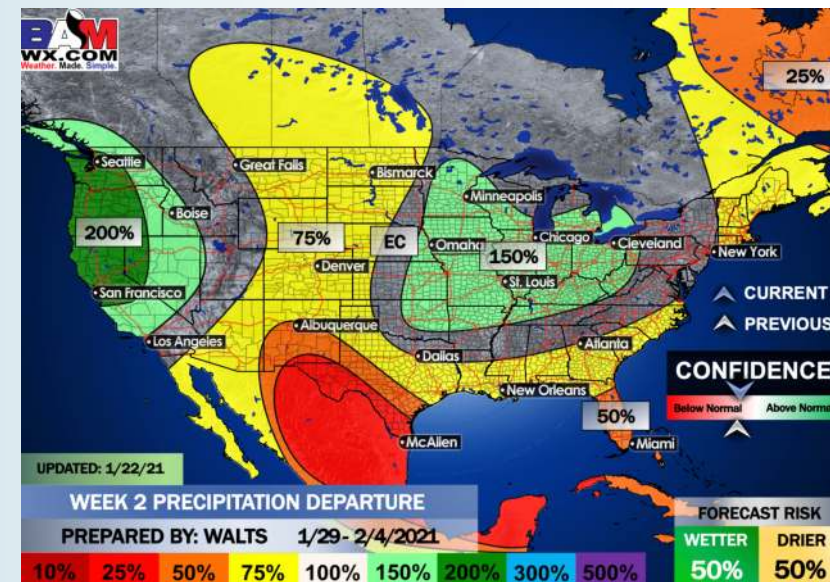 BAM
WX.COM
Weather. Made. Simple.
25%
Seattle
Great Falls
Bismarck
Minneapolis
Boise
200%
75%
EC
Omaha
Chicago
150%
Cleveland
New York
Denver
St. Louis
San Francisco
CURRENT
PREVIOUS
Albuquerque
Los Angeles
Dallas
Atlanta
CONFIDENCE
Below Normal
Above Norma
New Orleans
50%
McAllen
Miami
UPDATED: 1/22/21
WEEK 2 PRECIPITATION DEPARTURE
PREPARED BY: WALTS 1/29 - 2/4/2021
FORECAST RISK
WETTER DRIER
50% 50%
10% 25% 50% 75% 100% 150% 200% 300% 500%